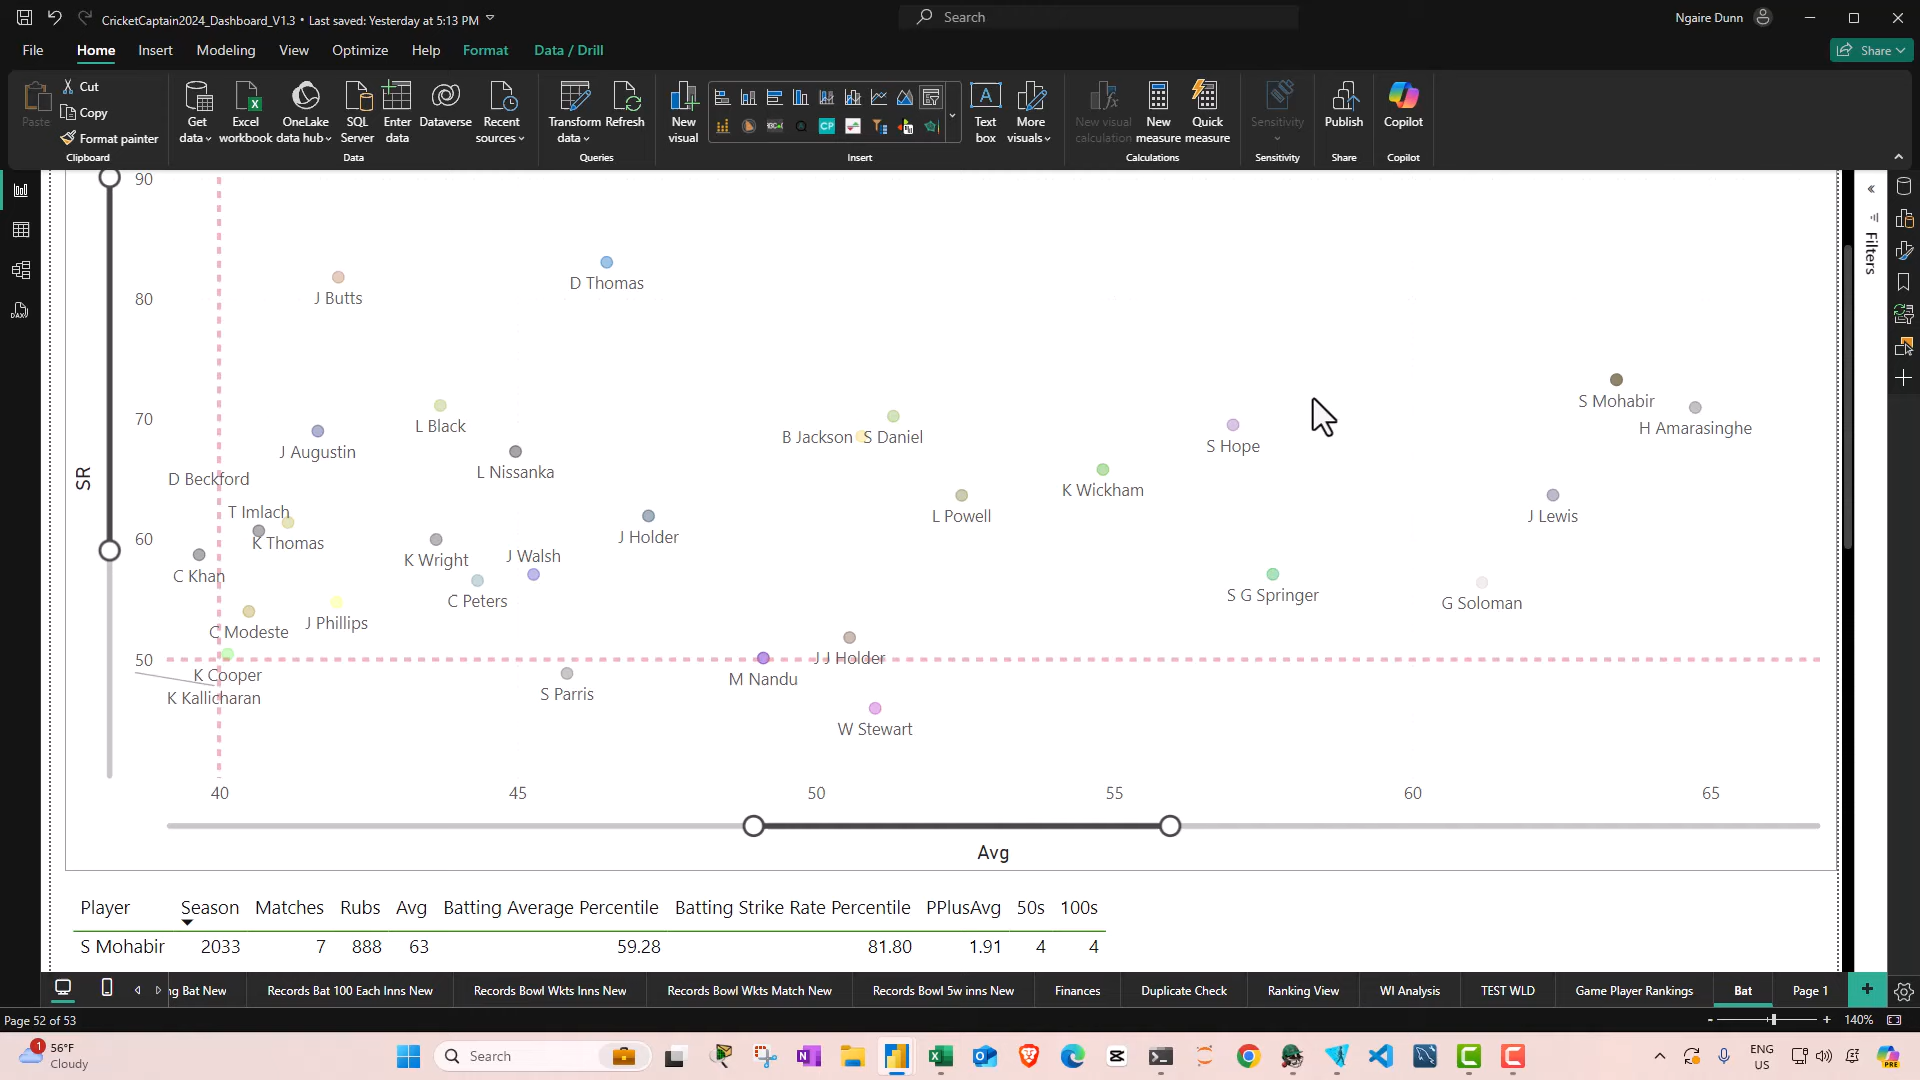 CricketCaptain2024_Dashboard_V1.3 • Last saved: Yesterday at 5:13 PM
Search
Ngaire Dunn
File Home Insert Modeling View Optimize Help Format Data / Drill
Share
Paste
Cut
Copy
Format painter
Clipboard
Get data
Excel workbook
OneLake data hub
SQL Server
Enter data
Dataverse
Recent sources
Data
Transform data
Refresh
Queries
New visual
Text box
More visuals
Insert
New visual calculation
New measure
Quick measure
Calculations
Sensitivity
Sensitivity
Publish
Share
Copilot
Copilot
Filters
90
80
70
60
50
SR
D Thomas
J Butts
S Mohabir
H Amarasinghe
L Black
B Jackson
S Daniel
S Hope
J Augustin
L Nissanka
D Beckford
K Wickham
T Imlach
L Powell
J Lewis
K Thomas
J Holder
K Wright
J Walsh
C Khan
C Peters
S G Springer
G Soloman
C Modeste
J Phillips
J J Holder
K Cooper
M Nandu
K Kallicharan
S Parris
W Stewart
40 45 50 55 60 65
Avg
Player Season Matches Rubs Avg Batting Average Percentile Batting Strike Rate Percentile PPlusAvg 50s 100s
S Mohabir 2033 7 888 63 59.28 81.80 1.91 4 4
ng Bat New Records Bat 100 Each Inns New Records Bowl Wkts Inns New Records Bowl Wkts Match New Records Bowl 5w inns New Finances Duplicate Check Ranking View WI Analysis TEST WLD Game Player Rankings Bat Page 1
Page 52 of 53
140%
1
56°F
Cloudy
Search
CP
PRE
ENG
US